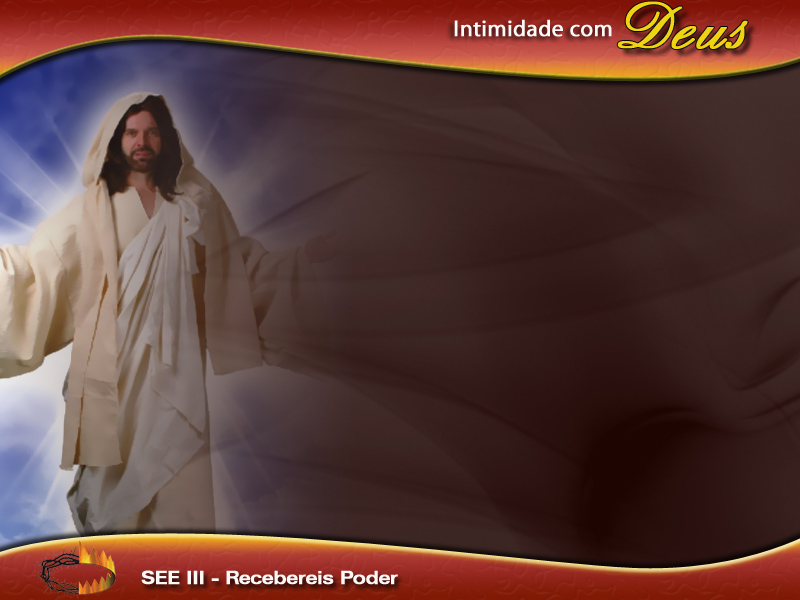 Intimidade com Deus
SEE III - Recebereis Poder